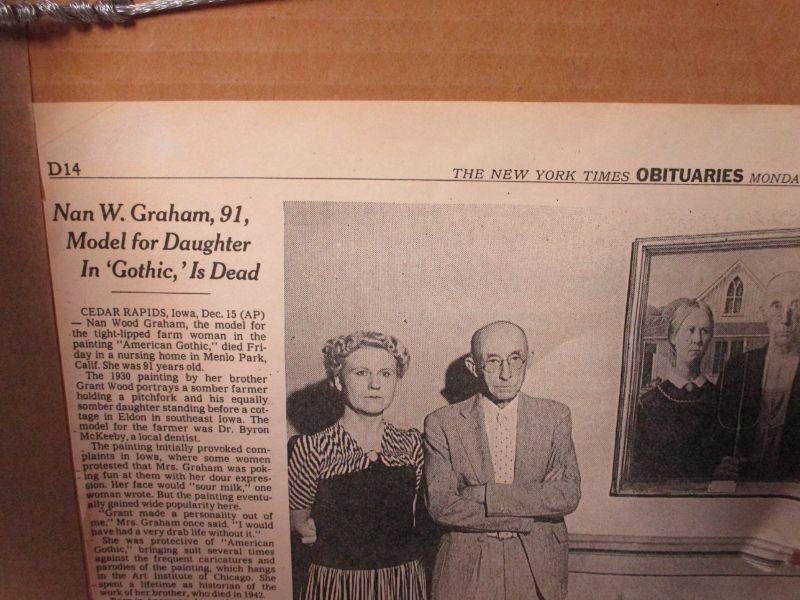 D14
THE NEW YORK TIMES OBITUARIES MONDA
Nan W. Graham, 91,
Model for Daughter
In ‘Gothic,’ Is Dead
CEDAR RAPIDS, Iowa, Dec. 15 (AP)
— Nan Wood Graham, the model for
the tight-lipped farm woman in the
painting "American Gothic," died Fri-
day in a nursing home in Menlo Park,
Calif. She was 91 years old.
The 1930 painting by her brother
Grant Wood portrays a somber farmer
holding a pitchfork and his equally
somber daughter standing before a cot-
tage in Eldon in southeast Iowa. The
model for the farmer was Dr. Byron
McKeeby, a local dentist.
The painting initially provoked com-
plaints in Iowa, where some women
protested that Mrs. Graham was pok-
ing fun at them with her dour expres-
sion. Her face would "sour milk," one
woman wrote. But the painting eventu-
ally gained wide popularity here.
"Grant made a personality out of
me," Mrs. Graham once said. "I would
have had a very drab life without it."
She was protective of "American
Gothic," bringing suit several times
against the frequent caricatures and
parodies of the painting, which hangs
in the Art Institute of Chicago. She
spent a lifetime as historian of the
work of her brother, who died in 1942.